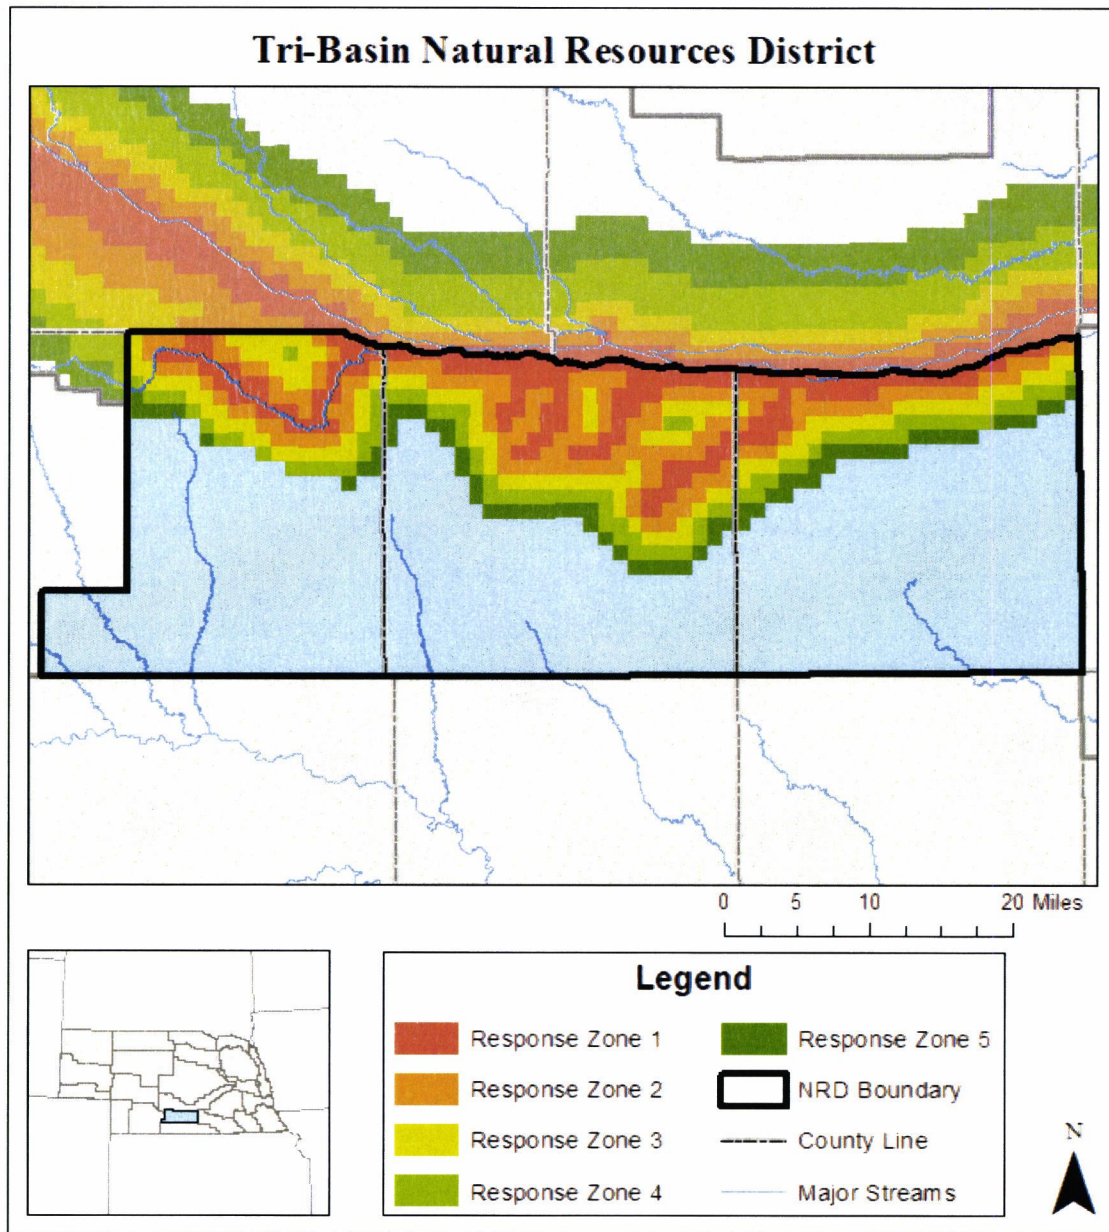 Tri-Basin Natural Resources District
0 5 10 20 Miles
Legend
Response Zone 1
Response Zone 2
Response Zone 3
Response Zone 4
Response Zone 5
NRD Boundary
County Line
Major Streams
N